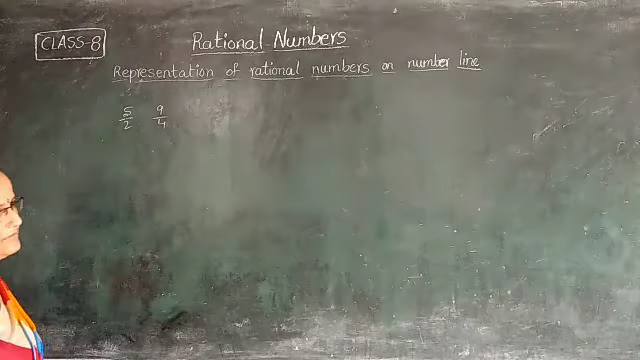 CLASS-8
Rational Numbers
Representation of rational numbers on number line
5/2 9/4